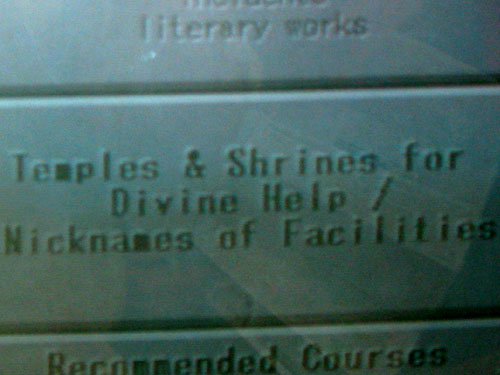 literary works
Temples & Shrines for
Divine Help /
Nicknames of Facilities
Recommended Courses